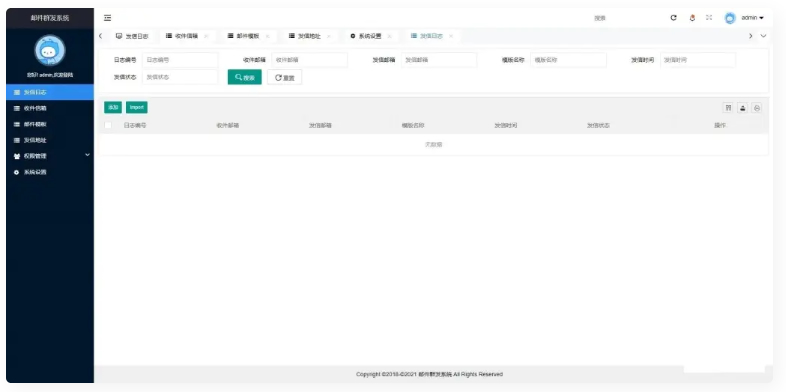 邮件群发系统
搜索
admin
您好! admin,欢迎登陆
发信日志 收件信箱 邮件模板 发信地址 系统设置 发信日志
发信日志
收件信箱
邮件模板
发信地址
权限管理
系统设置
日志编号 日志编号 收件邮箱 收件邮箱 发信邮箱 发信邮箱 模板名称 模板名称 发信时间 发信时间
发信状态 发信状态 搜索 重置
添加 Import
日志编号 收件邮箱 发信邮箱 模板名称 发信时间 发信状态 操作
无数据
Copyright ©2018-©2021 邮件群发系统 All Rights Reserved